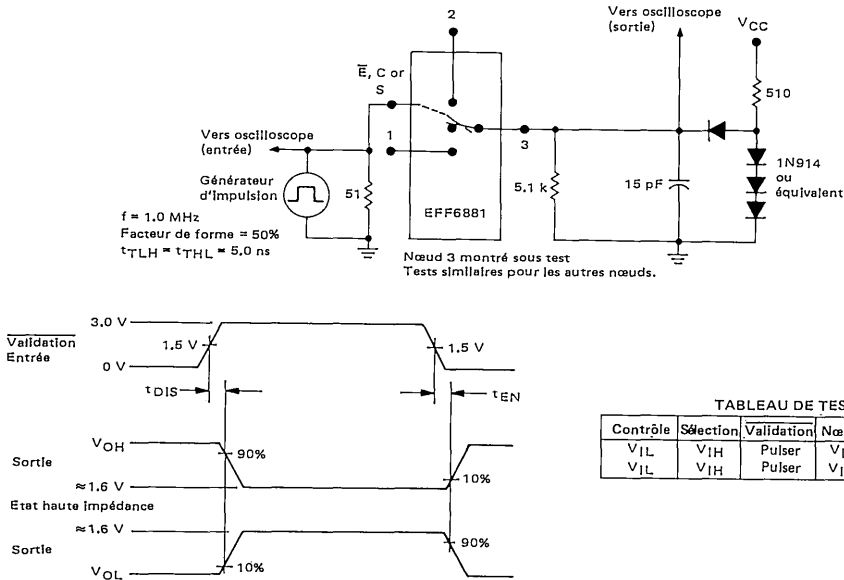 2
Vers oscilloscope
(sortie)
VCC
E̅, C or
S
510
Vers oscilloscope
(entrée)
1
3
1N914
ou
équivalent
Générateur
d'impulsion
51
5.1 k
15 pF
EFF6881
f = 1.0 MHz
Facteur de forme = 50%
tTLH = tTHL = 5.0 ns
Nœud 3 montré sous test
Tests similaires pour les autres nœuds.
3.0 V
Validation
Entrée
1.5 V
1.5 V
0 V
tDIS
tEN
TABLEAU DE TES
Contrôle Sélection Validation Nœ
VIL VIH Pulser VI
VIL VIH Pulser VI
VOH
90%
Sortie
≈1.6 V
10%
Etat haute impédance
≈1.6 V
90%
Sortie
10%
VOL